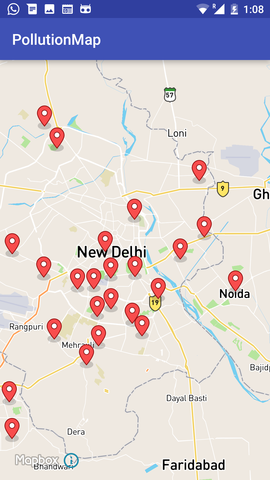 1:08
PollutionMap
57
Loni
9
Gh
New Delhi
Noida
19
Rangpuri
Mehrauli
Bajidp
Dayal Basti
Dera
Mapbox
Bhandwari
Faridabad